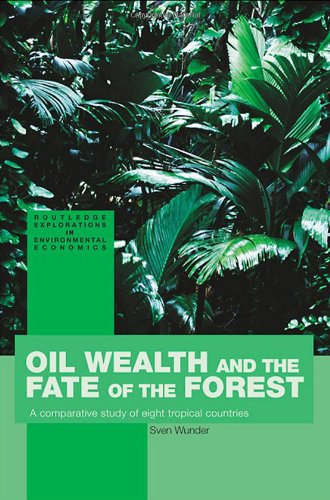 ROUTLEDGE
EXPLORATIONS
IN
ENVIRONMENTAL
ECONOMICS
OIL WEALTH AND THE
FATE OF THE FOREST
A comparative study of eight tropical countries
Sven Wunder